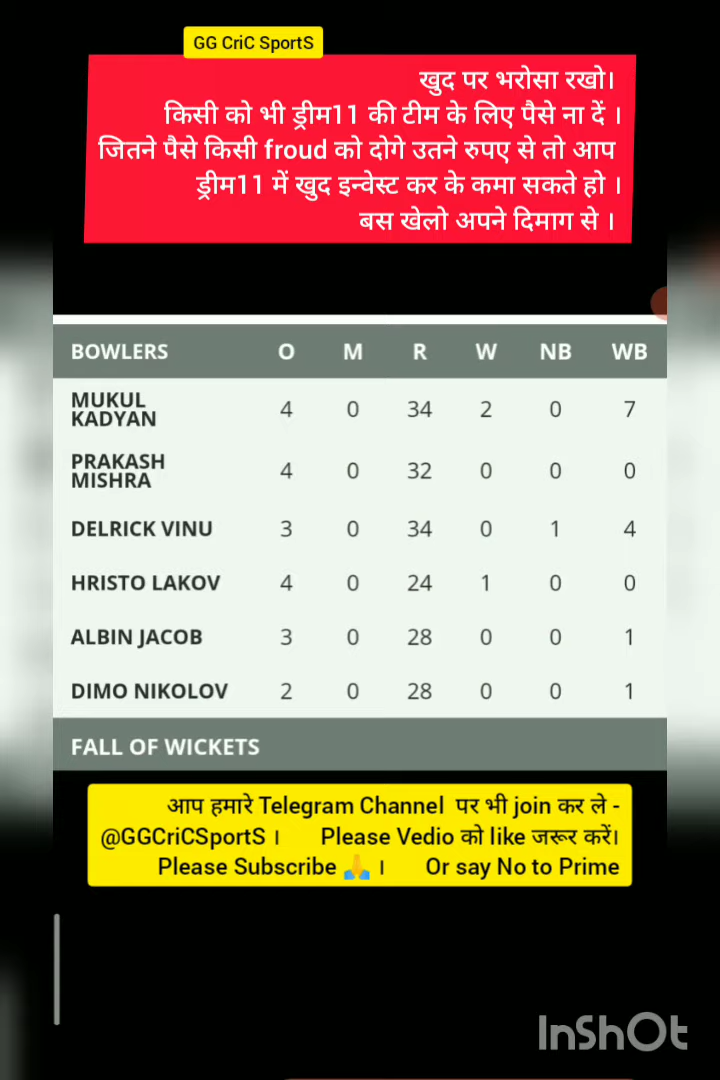 GG CriC SportS
खुद पर भरोसा रखो।
किसी को भी ड्रीम11 की टीम के लिए पैसे ना दें ।
जितने पैसे किसी froud को दोगे उतने रुपए से तो आप
ड्रीम11 में खुद इन्वेस्ट कर के कमा सकते हो ।
बस खेलो अपने दिमाग से ।
BOWLERS O M R W NB WB
MUKUL
KADYAN 4 0 34 2 0 7
PRAKASH
MISHRA 4 0 32 0 0 0
DELRICK VINU 3 0 34 0 1 4
HRISTO LAKOV 4 0 24 1 0 0
ALBIN JACOB 3 0 28 0 0 1
DIMO NIKOLOV 2 0 28 0 0 1
FALL OF WICKETS
आप हमारे Telegram Channel पर भी join कर ले -
@GGCriCSportS । Please Vedio को like जरूर करें।
Please Subscribe 🙏 । Or say No to Prime
InShOt